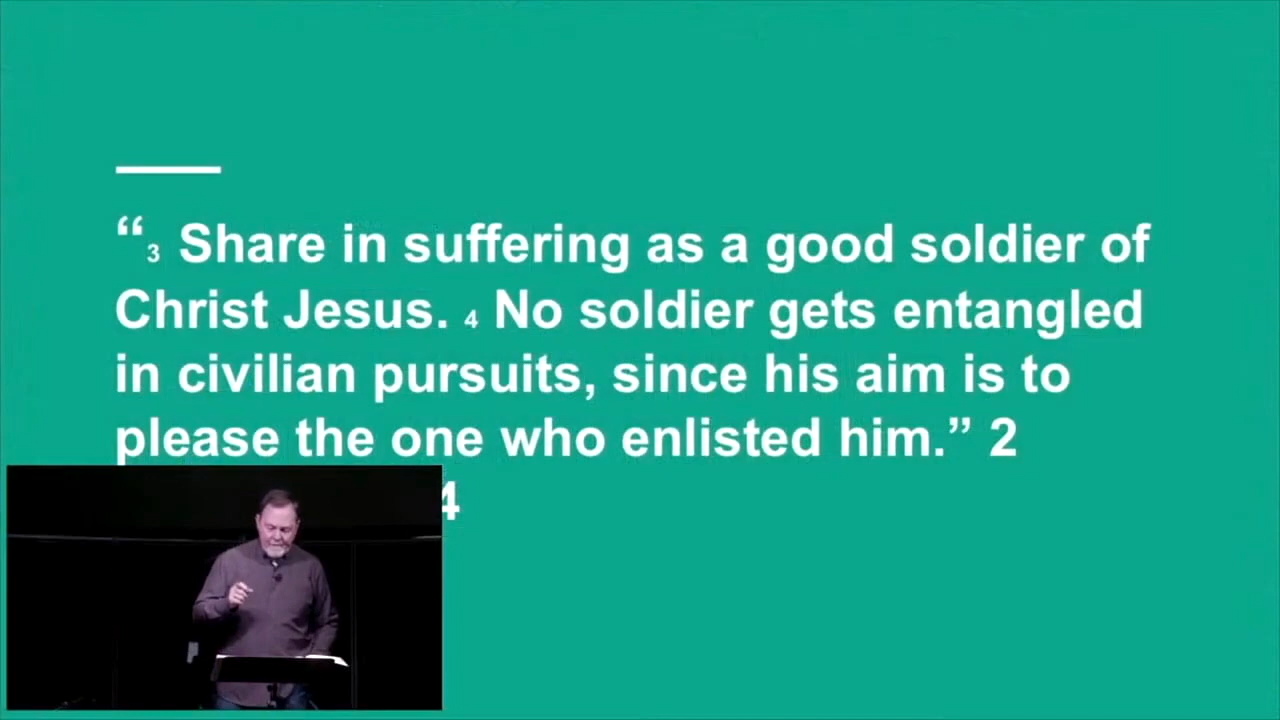 “3 Share in suffering as a good soldier of
Christ Jesus. 4 No soldier gets entangled
in civilian pursuits, since his aim is to
please the one who enlisted him.” 2
4